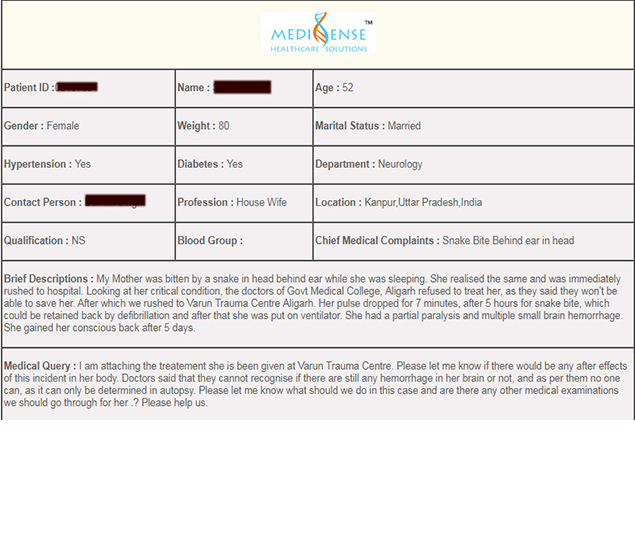 MEDISENSE™
HEALTHCARE SOLUTIONS
Patient ID :
Name :
Age : 52
Gender : Female
Weight : 80
Marital Status : Married
Hypertension : Yes
Diabetes : Yes
Department : Neurology
Contact Person :
Profession : House Wife
Location : Kanpur,Uttar Pradesh,India
Qualification : NS
Blood Group :
Chief Medical Complaints : Snake Bite Behind ear in head
Brief Descriptions : My Mother was bitten by a snake in head behind ear while she was sleeping. She realised the same and was immediately
rushed to hospital. Looking at her critical condition, the doctors of Govt Medical College, Aligarh refused to treat her, as they said they won't be
able to save her. After which we rushed to Varun Trauma Centre Aligarh. Her pulse dropped for 7 minutes, after 5 hours for snake bite, which
could be retained back by defibrillation and after that she was put on ventilator. She had a partial paralysis and multiple small brain hemorrhage.
She gained her conscious back after 5 days.
Medical Query : I am attaching the treatement she is been given at Varun Trauma Centre. Please let me know if there would be any after effects
of this incident in her body. Doctors said that they cannot recognise if there are still any hemorrhage in her brain or not, and as per them no one
can, as it can only be determined in autopsy. Please let me know what should we do in this case and are there any other medical examinations
we should go through for her .? Please help us.